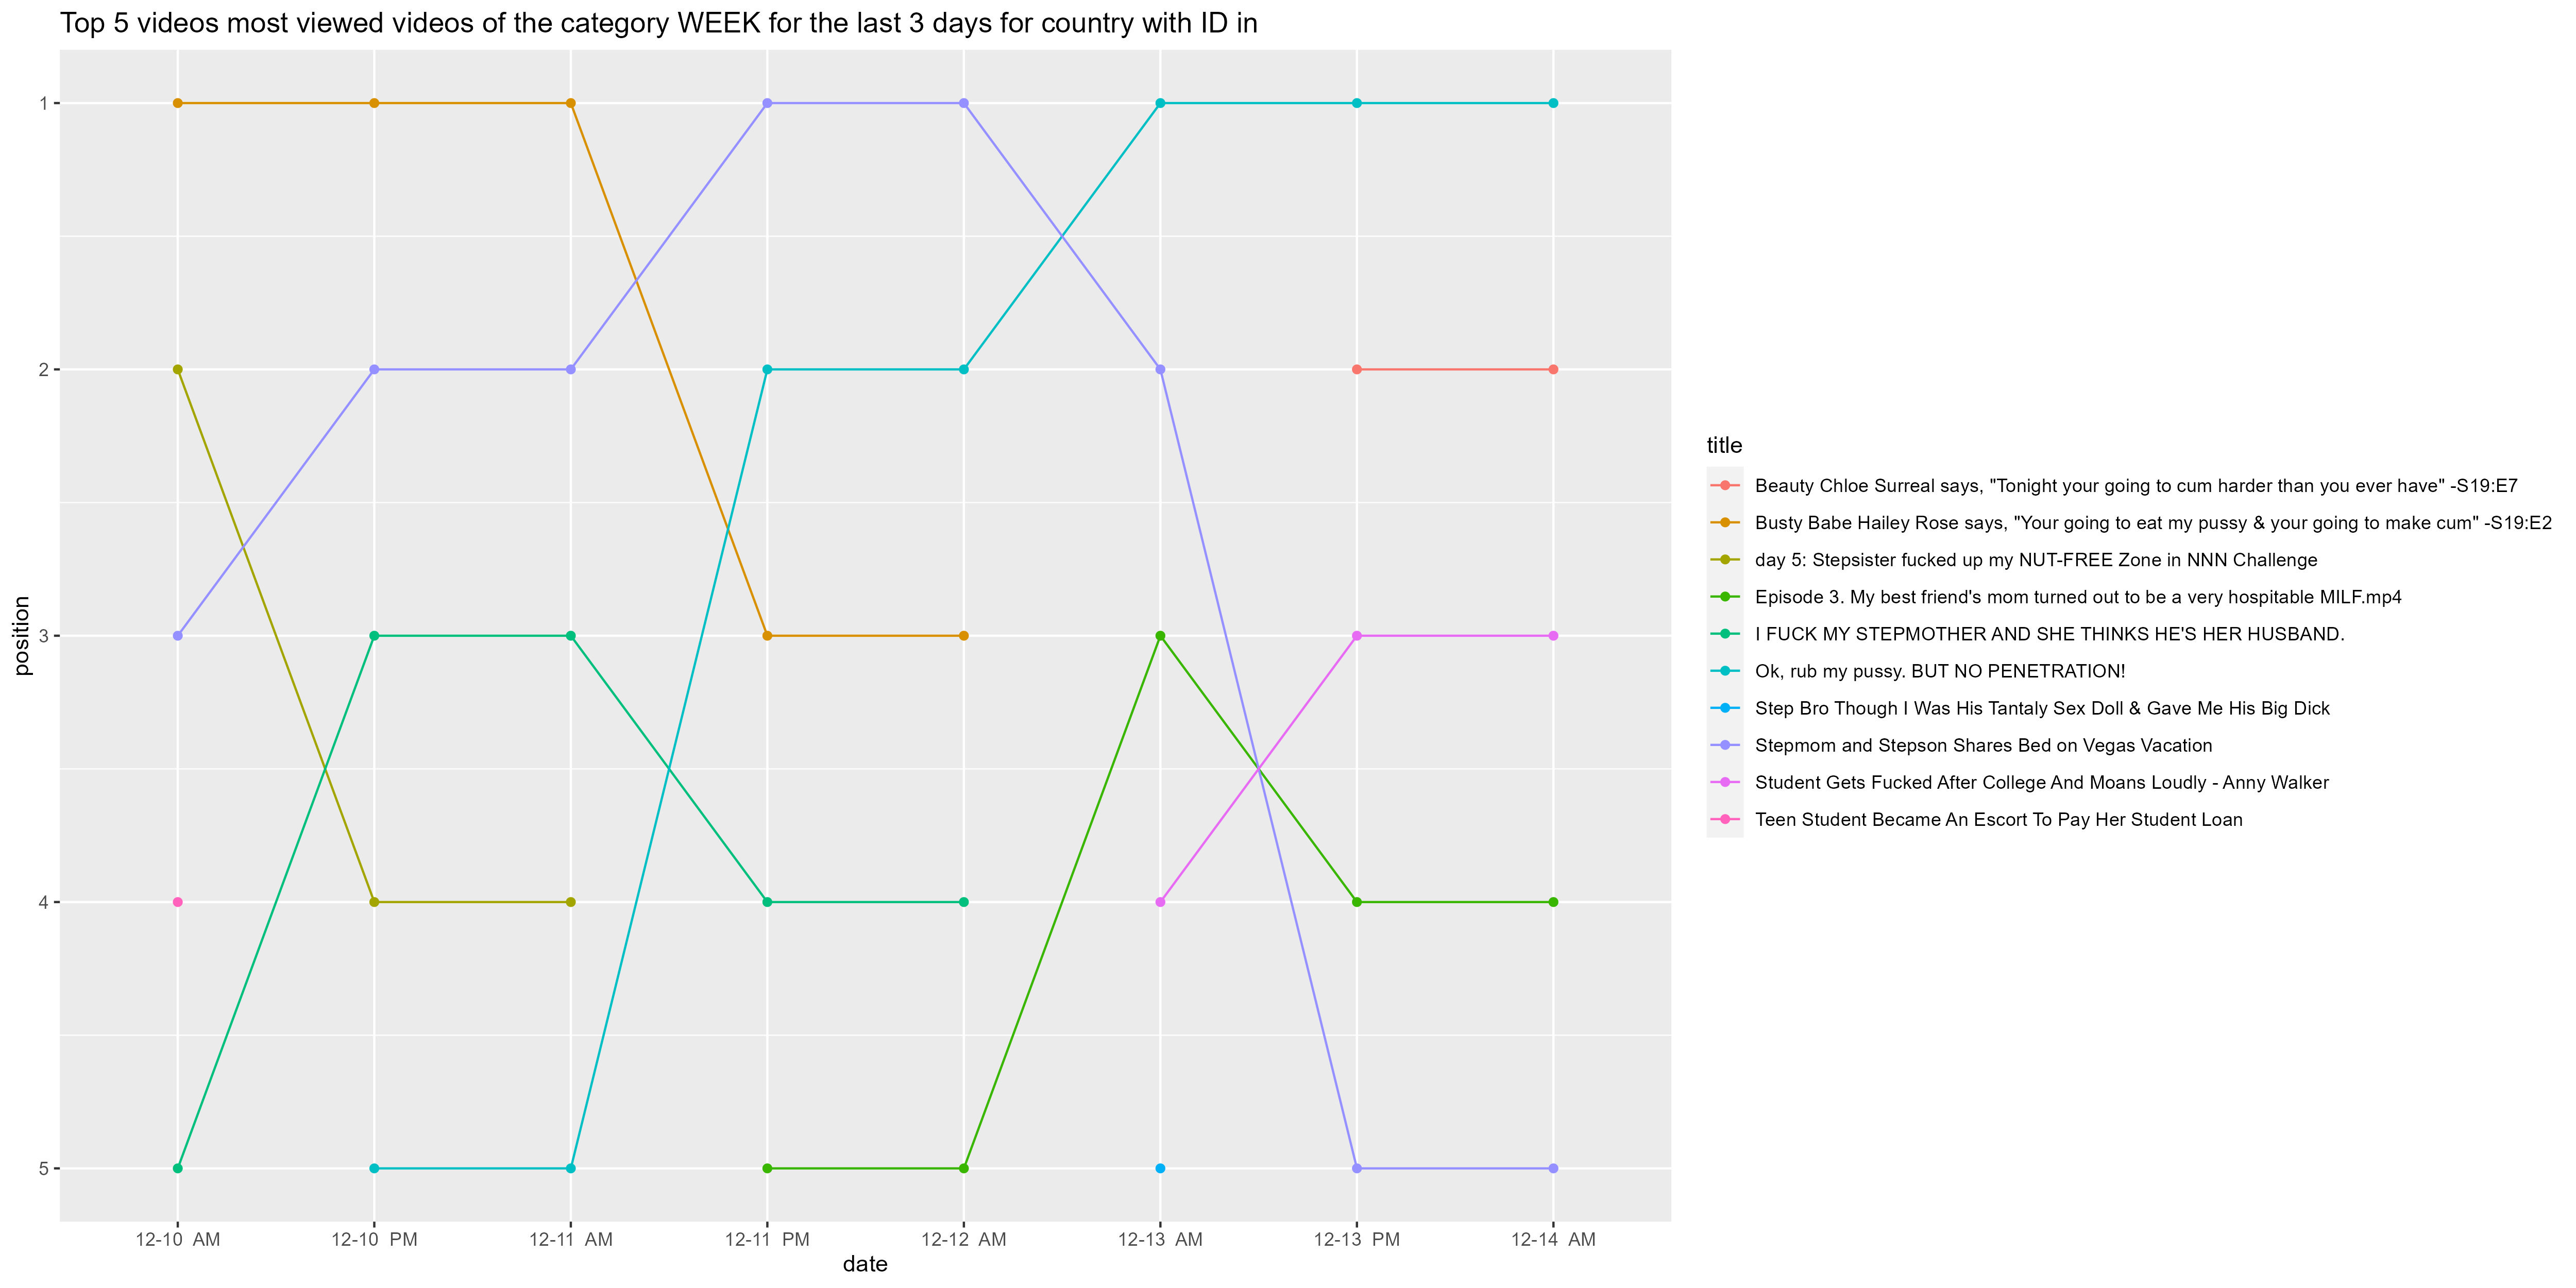 Top 5 videos most viewed videos of the category WEEK for the last 3 days for country with ID in
position
1
2
3
4
5
12-10 AM
12-10 PM
12-11 AM
12-11 PM
12-12 AM
12-13 AM
12-13 PM
12-14 AM
date
title
Beauty Chloe Surreal says, "Tonight your going to cum harder than you ever have" -S19:E7
Busty Babe Hailey Rose says, "Your going to eat my pussy & your going to make cum" -S19:E2
day 5: Stepsister fucked up my NUT-FREE Zone in NNN Challenge
Episode 3. My best friend's mom turned out to be a very hospitable MILF.mp4
I FUCK MY STEPMOTHER AND SHE THINKS HE'S HER HUSBAND.
Ok, rub my pussy. BUT NO PENETRATION!
Step Bro Though I Was His Tantaly Sex Doll & Gave Me His Big Dick
Stepmom and Stepson Shares Bed on Vegas Vacation
Student Gets Fucked After College And Moans Loudly - Anny Walker
Teen Student Became An Escort To Pay Her Student Loan